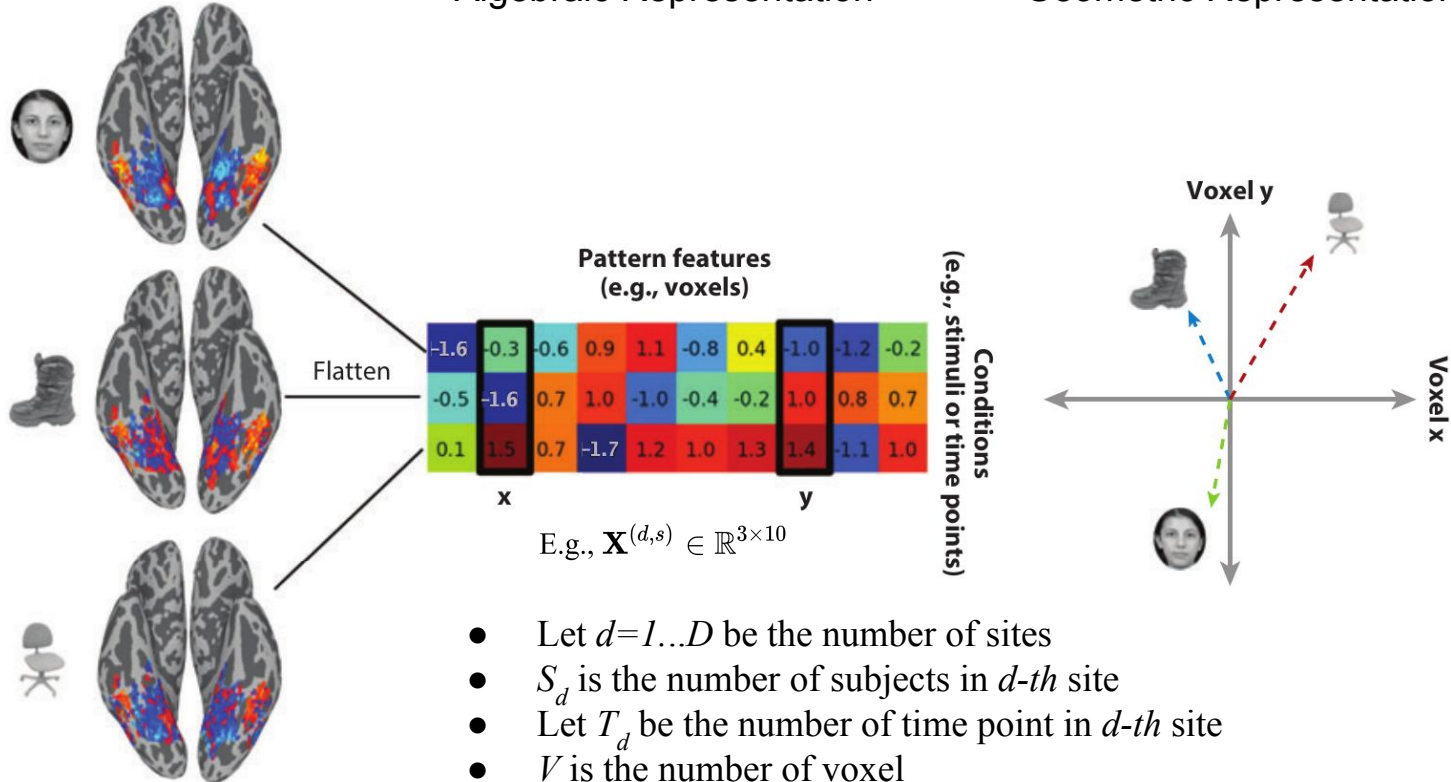 Algebraic Representation
Geometric Representation
Voxel y
Pattern features
(e.g., voxels)
-1.6 -0.3 -0.6 0.9 1.1 -0.8 0.4 -1.0 -1.2 -0.2
Flatten
-0.5 -1.6 0.7 1.0 -1.0 -0.4 -0.2 1.0 0.8 0.7
0.1 1.5 0.7 -1.7 1.2 1.0 1.3 1.4 -1.1 1.0
x y
Conditions
(e.g., stimuli or time points)
Voxel x
E.g., X^(d,s) ∈ ℝ^3×10
● Let d=1...D be the number of sites
● S_d is the number of subjects in d-th site
● Let T_d be the number of time point in d-th site
● V is the number of voxel